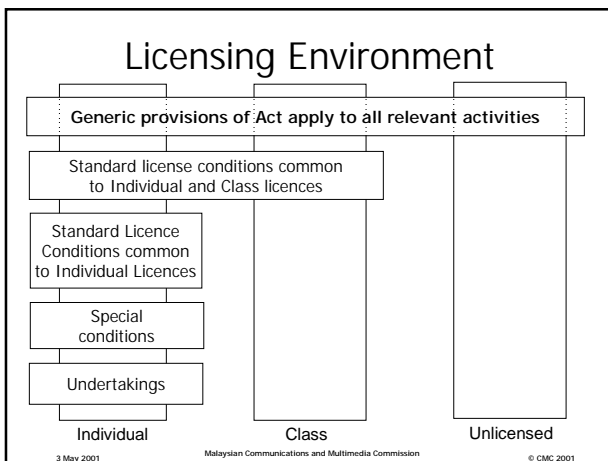 Licensing Environment
Generic provisions of Act apply to all relevant activities
Standard license conditions common
to Individual and Class licences
Standard Licence
Conditions common
to Individual Licences
Special
conditions
Undertakings
Individual
Class
Unlicensed
3 May 2001
Malaysian Communications and Multimedia Commission
© CMC 2001